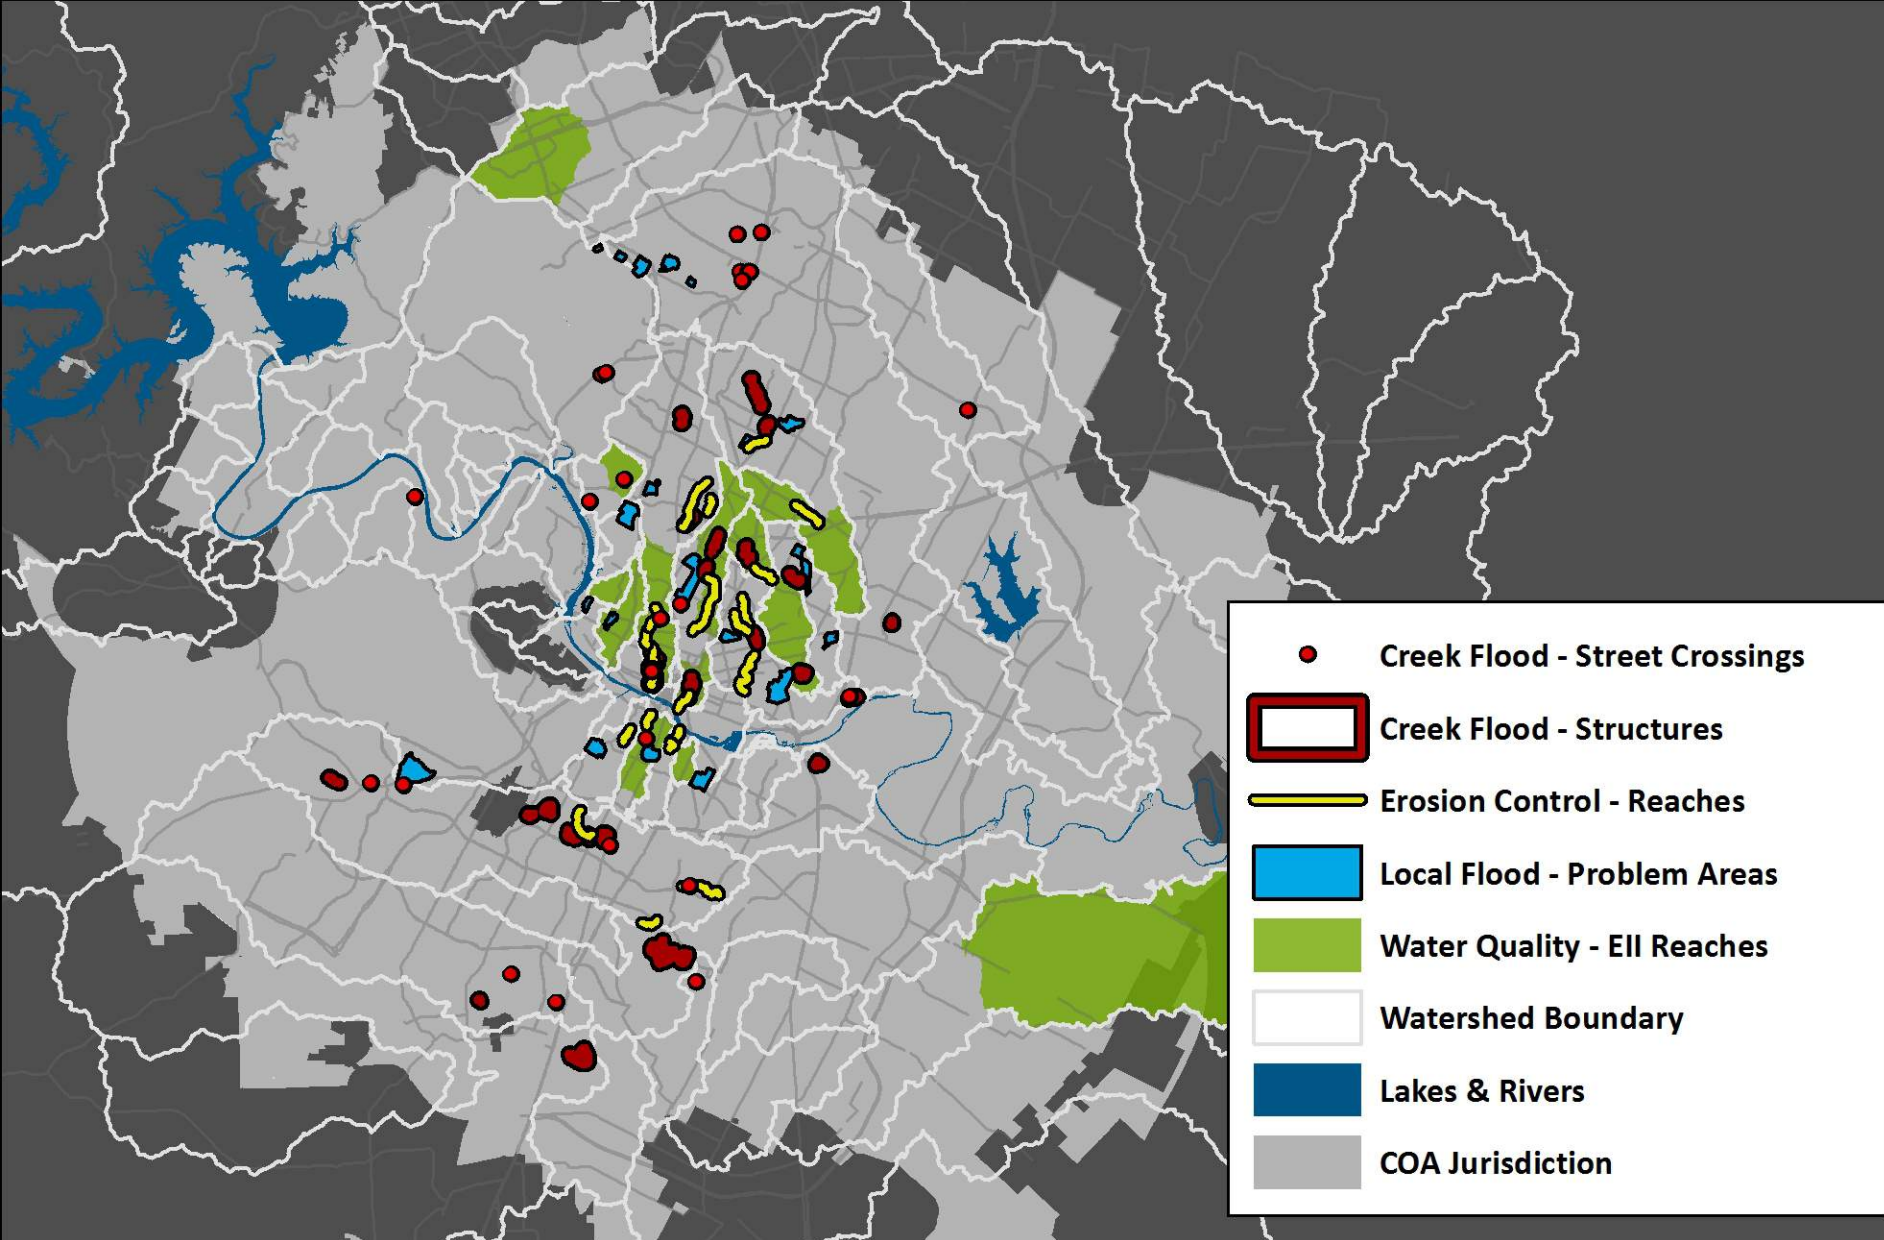 Creek Flood - Street Crossings
Creek Flood - Structures
Erosion Control - Reaches
Local Flood - Problem Areas
Water Quality - EII Reaches
Watershed Boundary
Lakes & Rivers
COA Jurisdiction